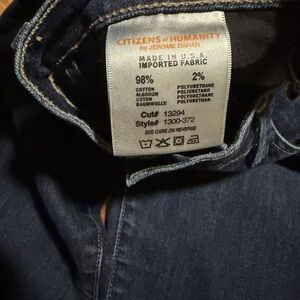 CITIZENS of HUMANITY
by JEROME DAHAN
MADE IN U.S.A.
IMPORTED FABRIC
98% 2%
COTTON POLYURETHANE
ALGODON POLYURETANO
COTON POLYURETHANE
BAUMWOLLE POLYURETHAN
Cut# 13294
Style# 1300-372
SEE CARE ON REVERSE